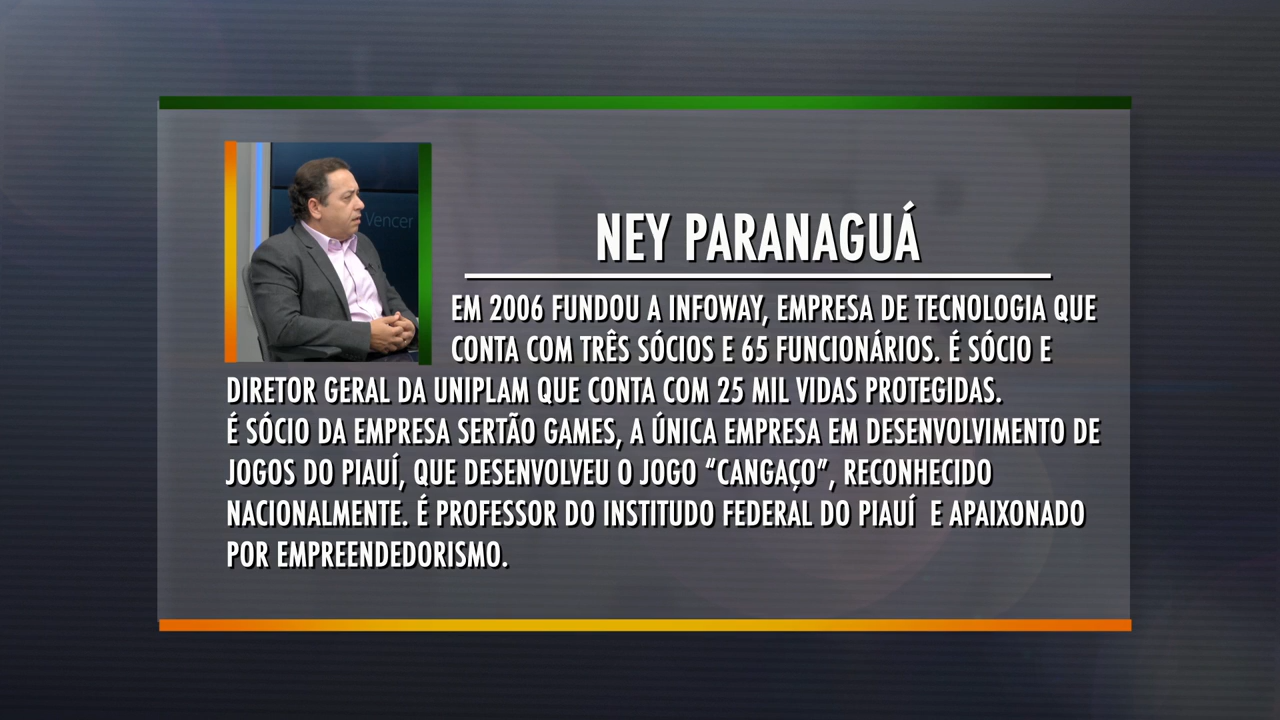 Vencer
NEY PARANAGUÁ
EM 2006 FUNDOU A INFOWAY, EMPRESA DE TECNOLOGIA QUE
CONTA COM TRÊS SÓCIOS E 65 FUNCIONÁRIOS. É SÓCIO E
DIRETOR GERAL DA UNIPLAM QUE CONTA COM 25 MIL VIDAS PROTEGIDAS.
É SÓCIO DA EMPRESA SERTÃO GAMES, A ÚNICA EMPRESA EM DESENVOLVIMENTO DE
JOGOS DO PIAUÍ, QUE DESENVOLVEU O JOGO “CANGAÇO”, RECONHECIDO
NACIONALMENTE. É PROFESSOR DO INSTITUDO FEDERAL DO PIAUÍ  E APAIXONADO
POR EMPREENDEDORISMO.